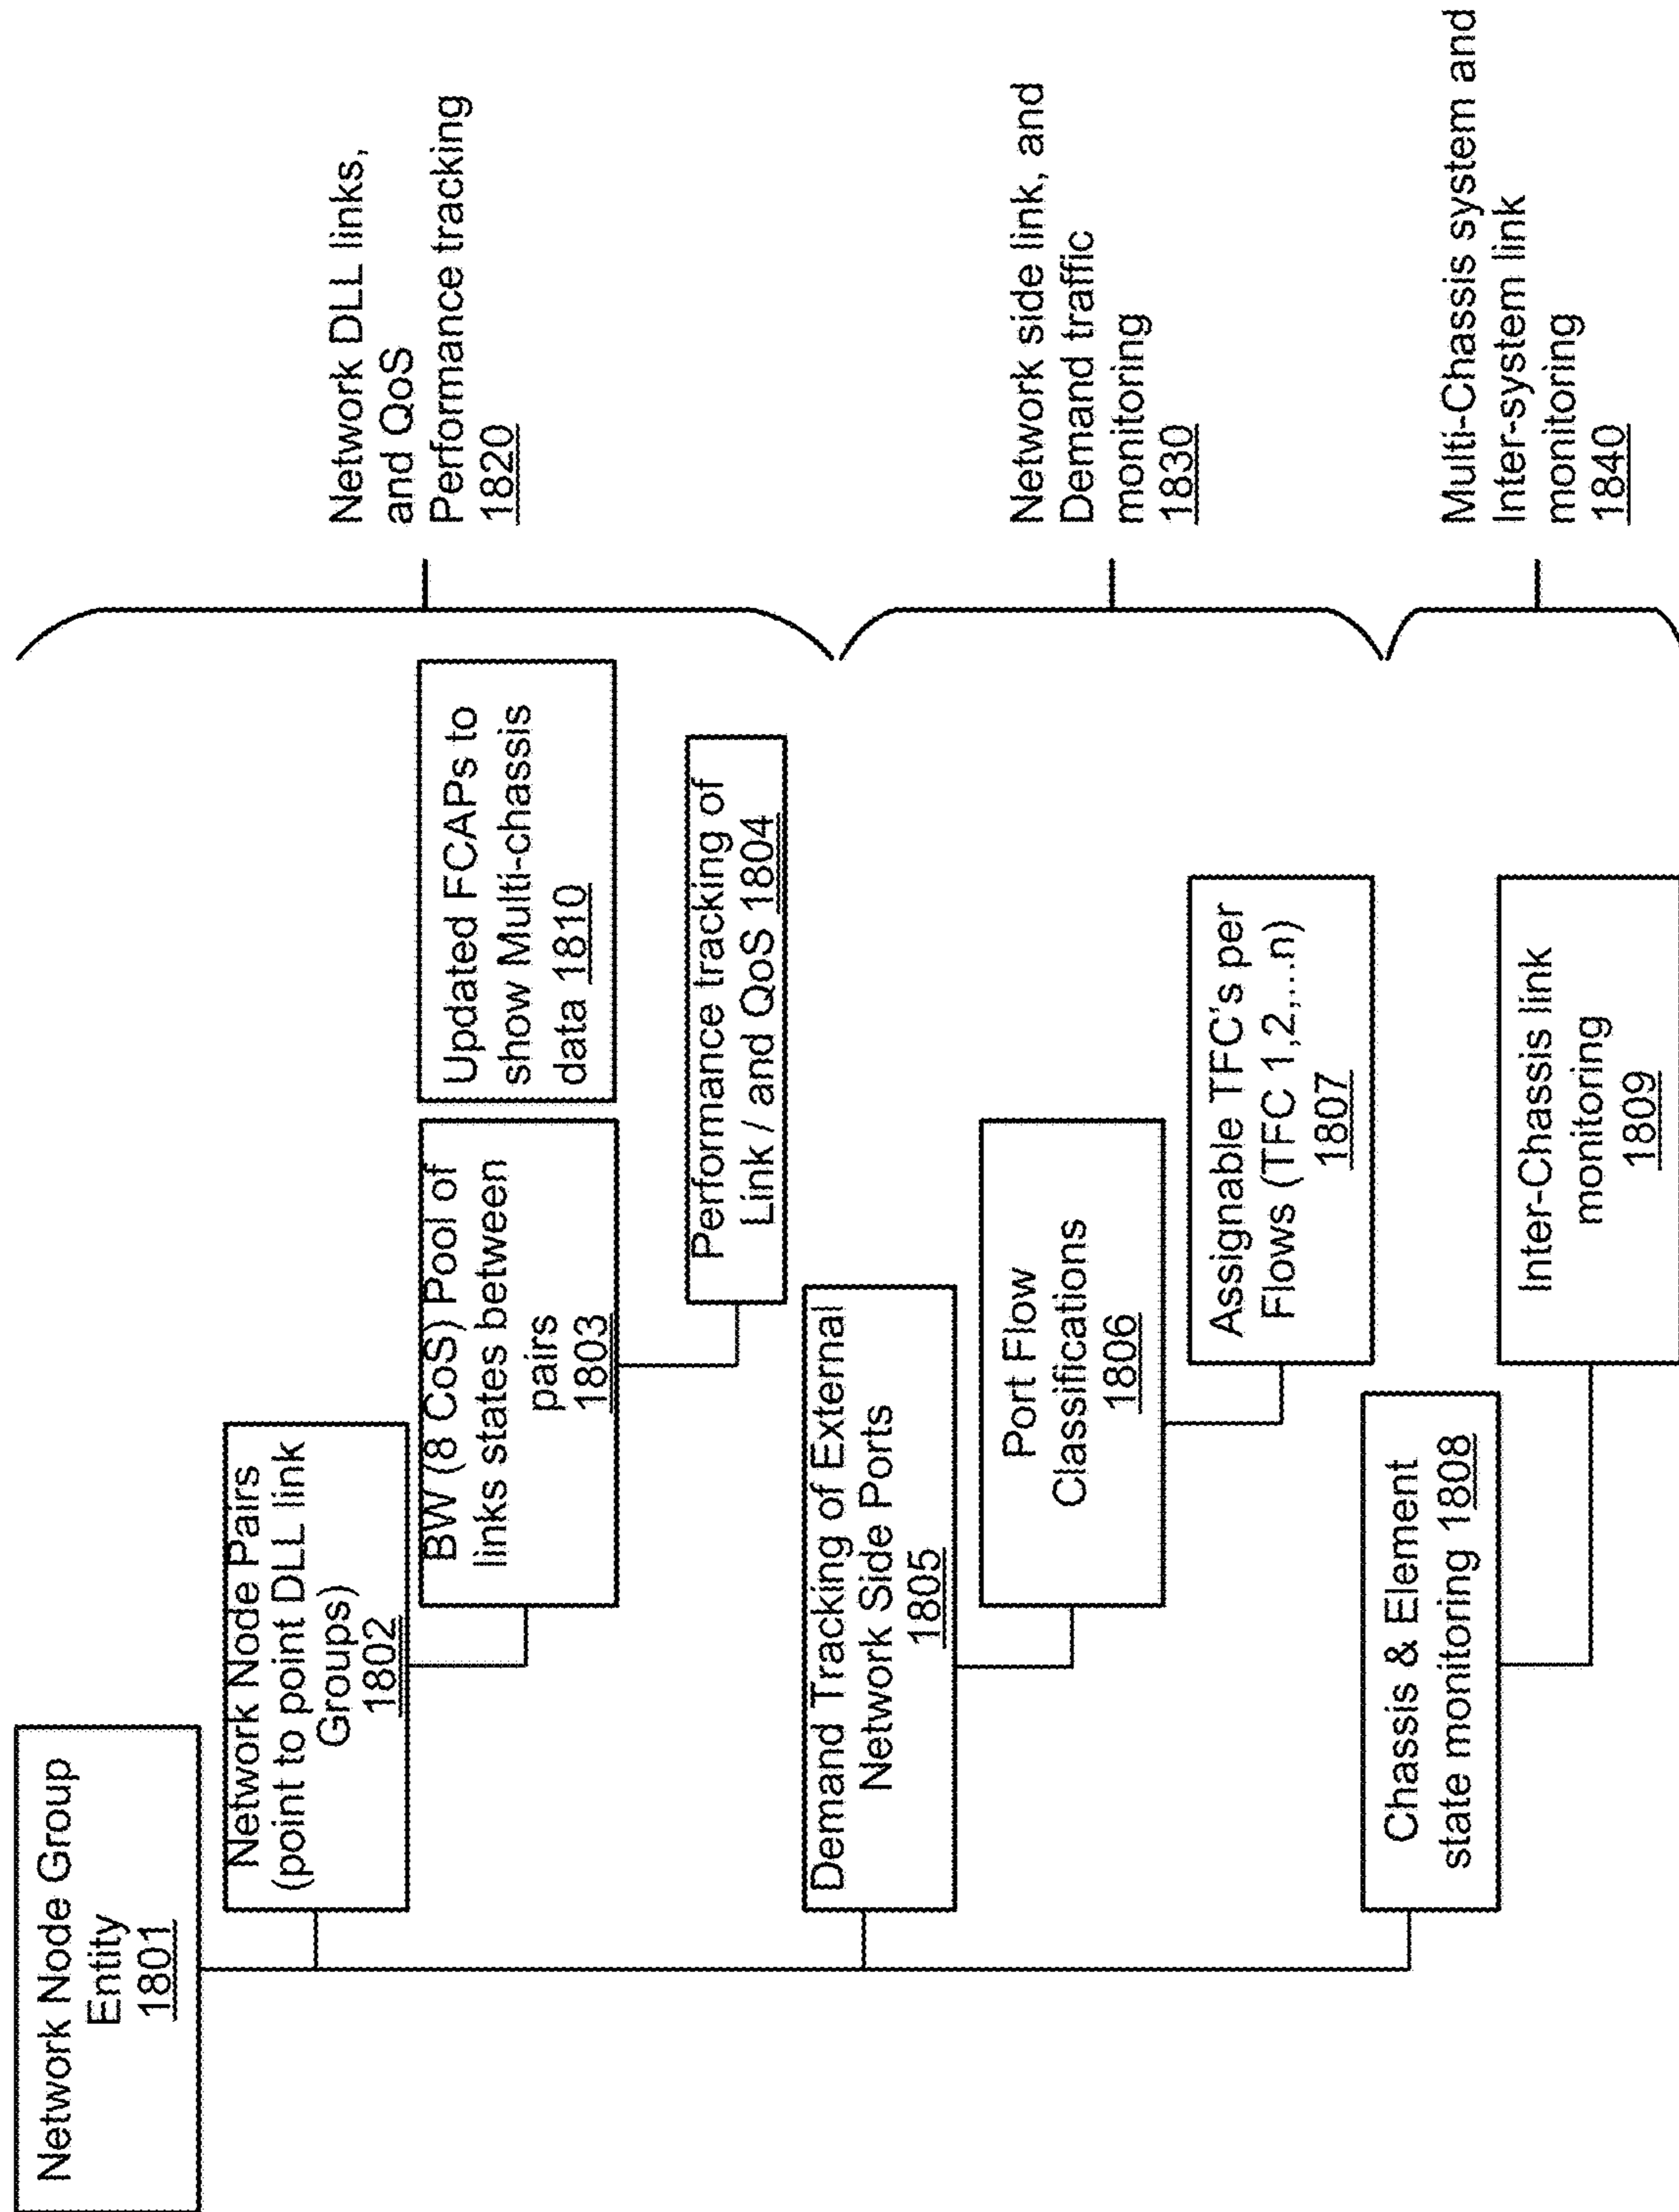 Network Node Group
Entity
1801
Network Node Pairs
(point to point DLL link
Groups)
1802
BW (8 CoS) Pool of
links states between
pairs
1803
Updated FCAPs to
show Multi-chassis
data 1810
Performance tracking of
Link / and QoS 1804
Network DLL links,
and QoS
Performance tracking
1820
Demand Tracking of External
Network Side Ports
1805
Port Flow
Classifications
1806
Assignable TFC's per
Flows (TFC 1,2,...n)
1807
Network side link, and
Demand traffic
monitoring
1830
Chassis & Element
state monitoring 1808
Inter-Chassis link
monitoring
1809
Multi-Chassis system and
Inter-system link
monitoring
1840